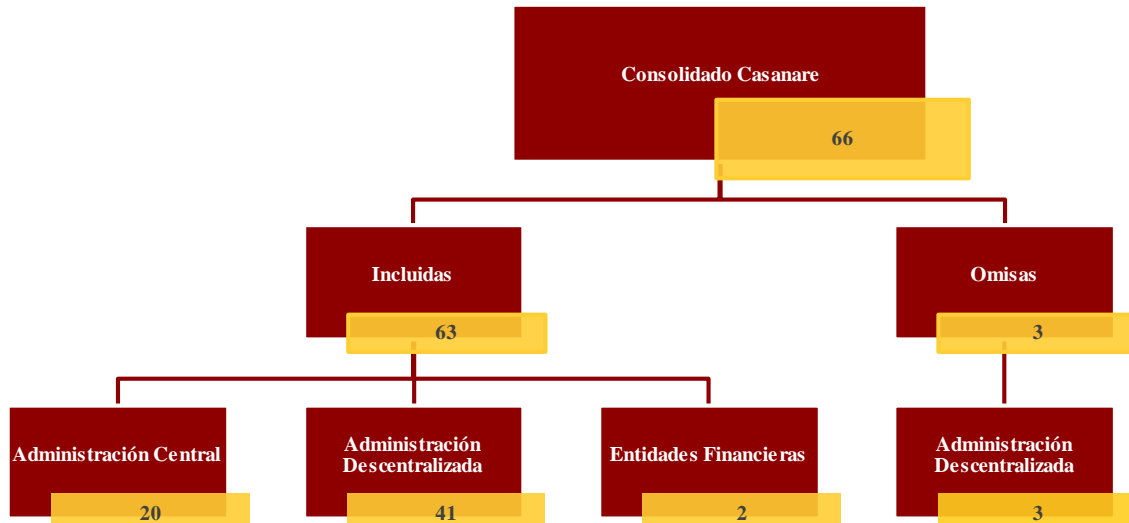 Consolidado Casanare
66
Incluidas
63
Omisas
3
Administración Central
20
Administración
Descentralizada
41
Entidades Financieras
2
Administración
Descentralizada
3